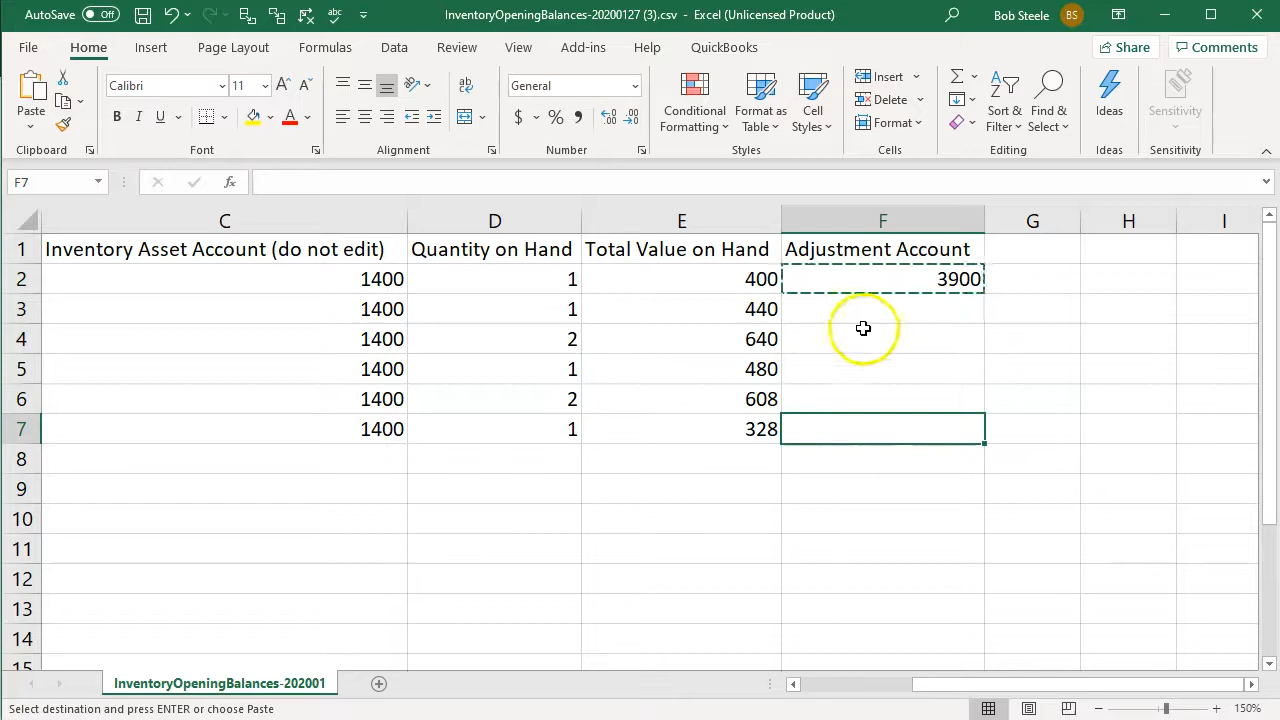 AutoSave Off InventoryOpeningBalances-20200127 (3).csv - Excel (Unlicensed Product) Bob Steele BS
File Home Insert Page Layout Formulas Data Review View Add-ins Help QuickBooks Share Comments
Calibri 11 General Insert
Paste Conditional Format as Cell Delete Sort & Find & Ideas Sensitivity
B I U Formatting Table Styles Format Filter Select
Clipboard Font Alignment Number Styles Cells Editing Ideas Sensitivity
F7 fx
C D E F G H I
1 Inventory Asset Account (do not edit) Quantity on Hand Total Value on Hand Adjustment Account
2 1400 1 400 3900
3 1400 1 440
4 1400 2 640
5 1400 1 480
6 1400 2 608
7 1400 1 328
8
9
10
11
12
13
14
15
InventoryOpeningBalances-202001
Select destination and press ENTER or choose Paste 150%